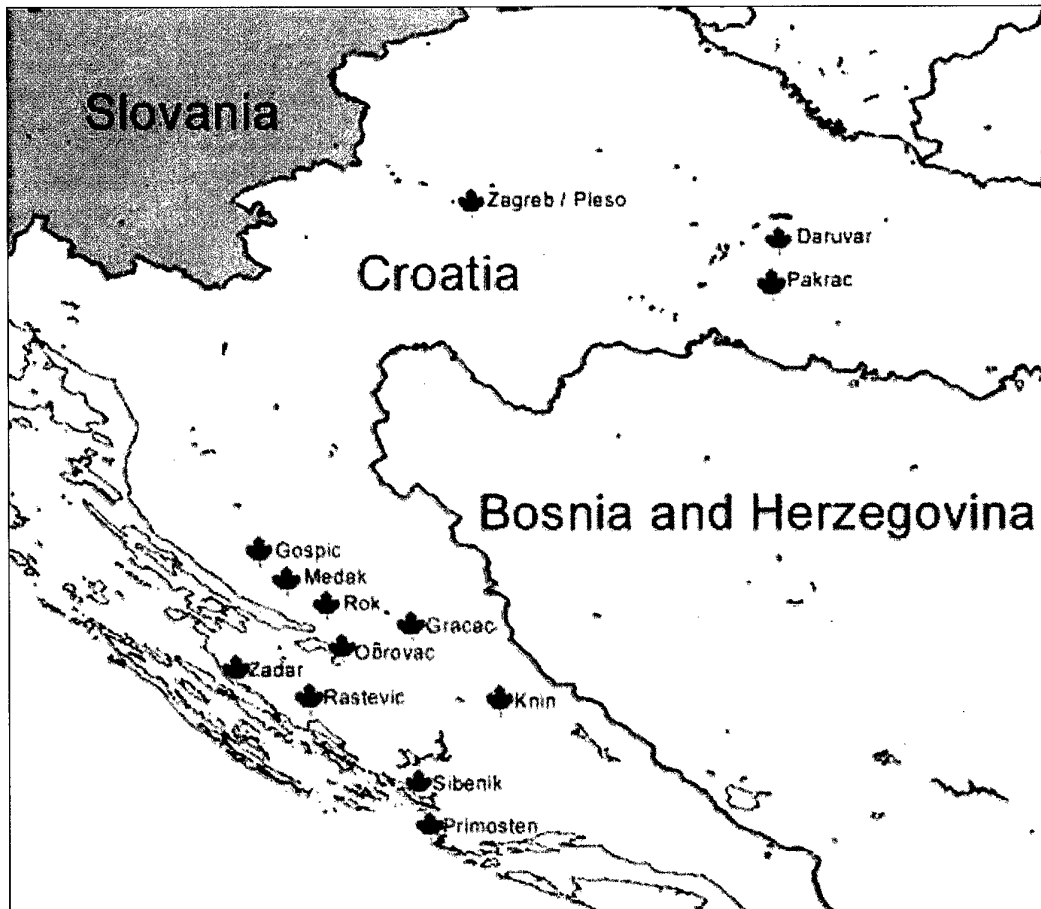 Slovania
Zagreb / Pleso
Daruvar
Croatia
Pakrac
Bosnia and Herzegovina
Gospic
Medak
Rok
Gracac
Obrovac
Zadar
Rastevic
Knin
Sibenik
Primosten